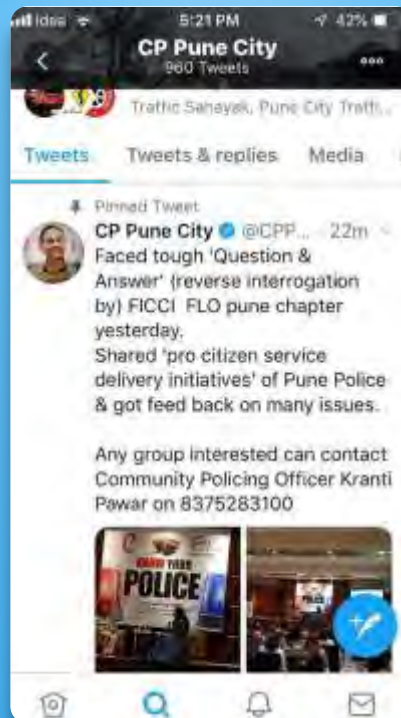 Idea 5:21 PM 42%
CP Pune City
960 Tweets
Traffic Sahayak, Pune City Traffi...
Tweets Tweets & replies Media
Pinned Tweet
CP Pune City @CPP... · 22m
Faced tough 'Question &
Answer' (reverse interrogation
by) FICCI FLO pune chapter
yesterday.
Shared 'pro citizen service
delivery initiatives' of Pune Police
& got feed back on many issues.
Any group interested can contact
Community Policing Officer Kranti
Pawar on 8375283100
KNOW YOUR
POLICE
POLICE